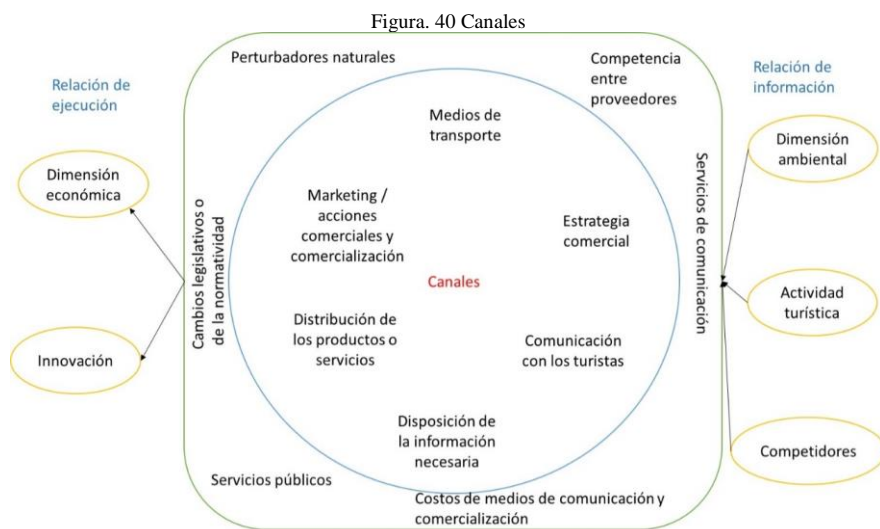 Figura. 40 Canales
Perturbadores naturales
Competencia
entre
proveedores
Relación de
ejecución
Relación de
información
Medios de
transporte
Dimensión
económica
Dimensión
ambiental
Cambios legislativos o
de la normatividad
Marketing /
acciones
comerciales y
comercialización
Estrategia
comercial
Servicios de comunicación
Canales
Actividad
turística
Innovación
Distribución de
los productos o
servicios
Comunicación
con los turistas
Disposición de
la información
necesaria
Competidores
Servicios públicos
Costos de medios de comunicación y
comercialización